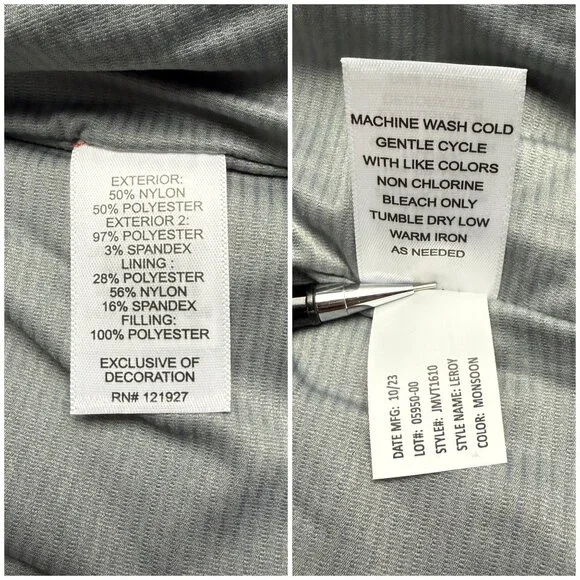 EXTERIOR:
50% NYLON
50% POLYESTER
EXTERIOR 2:
97% POLYESTER
3% SPANDEX
LINING :
28% POLYESTER
56% NYLON
16% SPANDEX
FILLING:
100% POLYESTER
EXCLUSIVE OF
DECORATION
RN# 121927
MACHINE WASH COLD
GENTLE CYCLE
WITH LIKE COLORS
NON CHLORINE
BLEACH ONLY
TUMBLE DRY LOW
WARM IRON
AS NEEDED
DATE MFG: 10/23
LOT#: 05950-00
STYLE#: JMVT1610
STYLE NAME: LEROY
COLOR: MONSOON